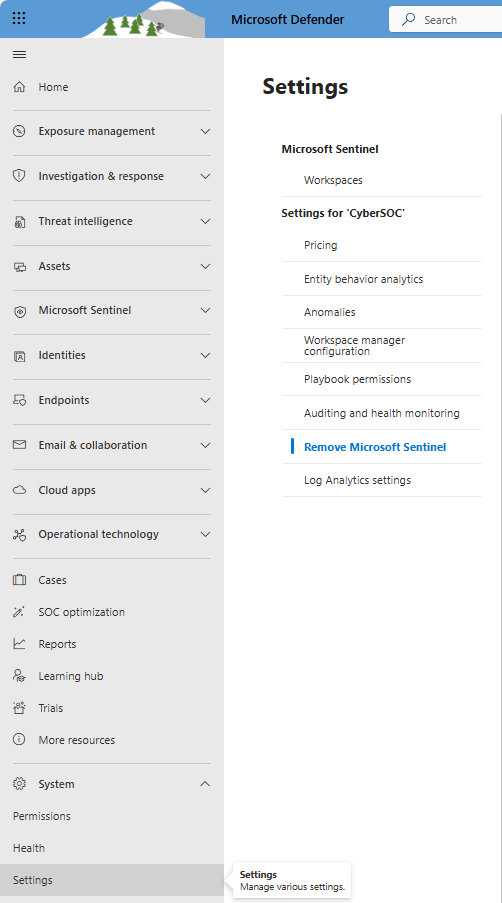 Microsoft Defender
Search
Home
Exposure management
Investigation & response
Threat intelligence
Assets
Microsoft Sentinel
Identities
Endpoints
Email & collaboration
Cloud apps
Operational technology
Cases
SOC optimization
Reports
Learning hub
Trials
More resources
System
Permissions
Health
Settings
Settings
Manage various settings.
Settings
Microsoft Sentinel
Workspaces
Settings for 'CyberSOC'
Pricing
Entity behavior analytics
Anomalies
Workspace manager
configuration
Playbook permissions
Auditing and health monitoring
Remove Microsoft Sentinel
Log Analytics settings